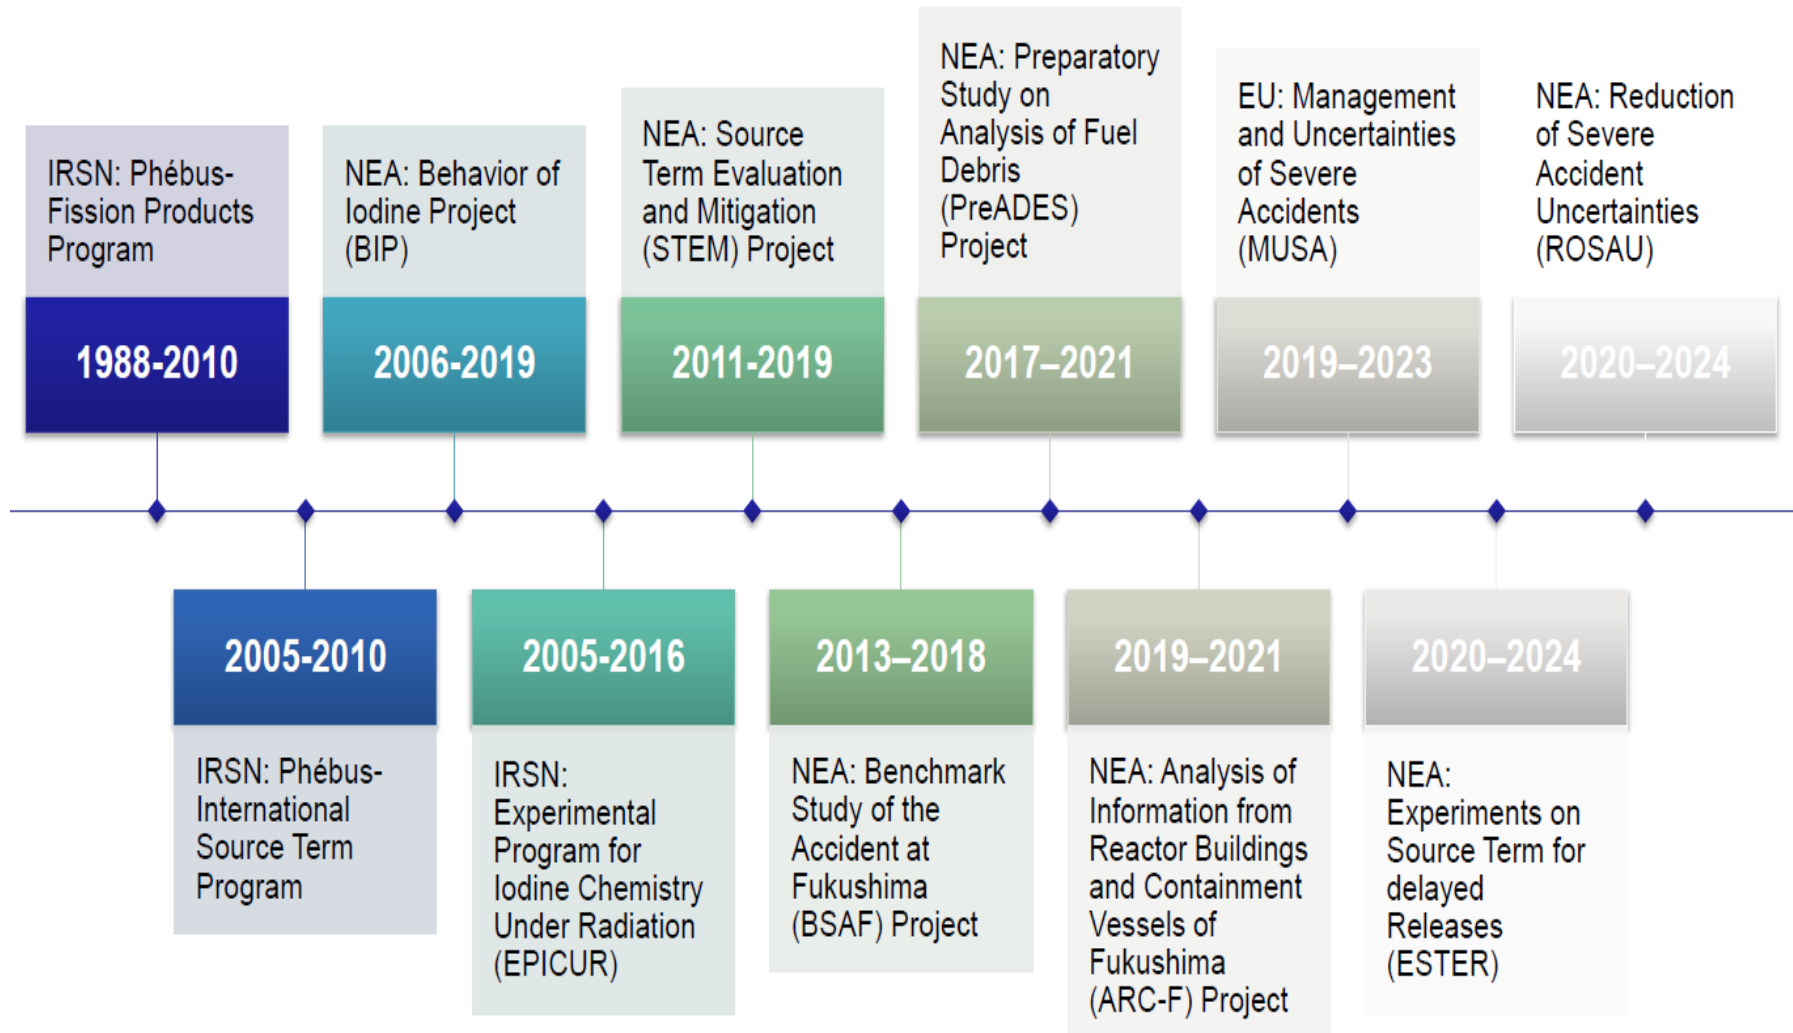 IRSN: Phébus-
Fission Products
Program
1988-2010
2005-2010
IRSN: Phébus-
International
Source Term
Program
NEA: Behavior of
Iodine Project
(BIP)
2006-2019
2005-2016
IRSN:
Experimental
Program for
Iodine Chemistry
Under Radiation
(EPICUR)
NEA: Source
Term Evaluation
and Mitigation
(STEM) Project
2011-2019
2013–2018
NEA: Benchmark
Study of the
Accident at
Fukushima
(BSAF) Project
NEA: Preparatory
Study on
Analysis of Fuel
Debris
(PreADES)
Project
2017–2021
2019–2021
NEA: Analysis of
Information from
Reactor Buildings
and Containment
Vessels of
Fukushima
(ARC-F) Project
EU: Management
and Uncertainties
of Severe
Accidents
(MUSA)
2019–2023
2020–2024
NEA:
Experiments on
Source Term for
delayed
Releases
(ESTER)
NEA: Reduction
of Severe
Accident
Uncertainties
(ROSAU)
2020–2024